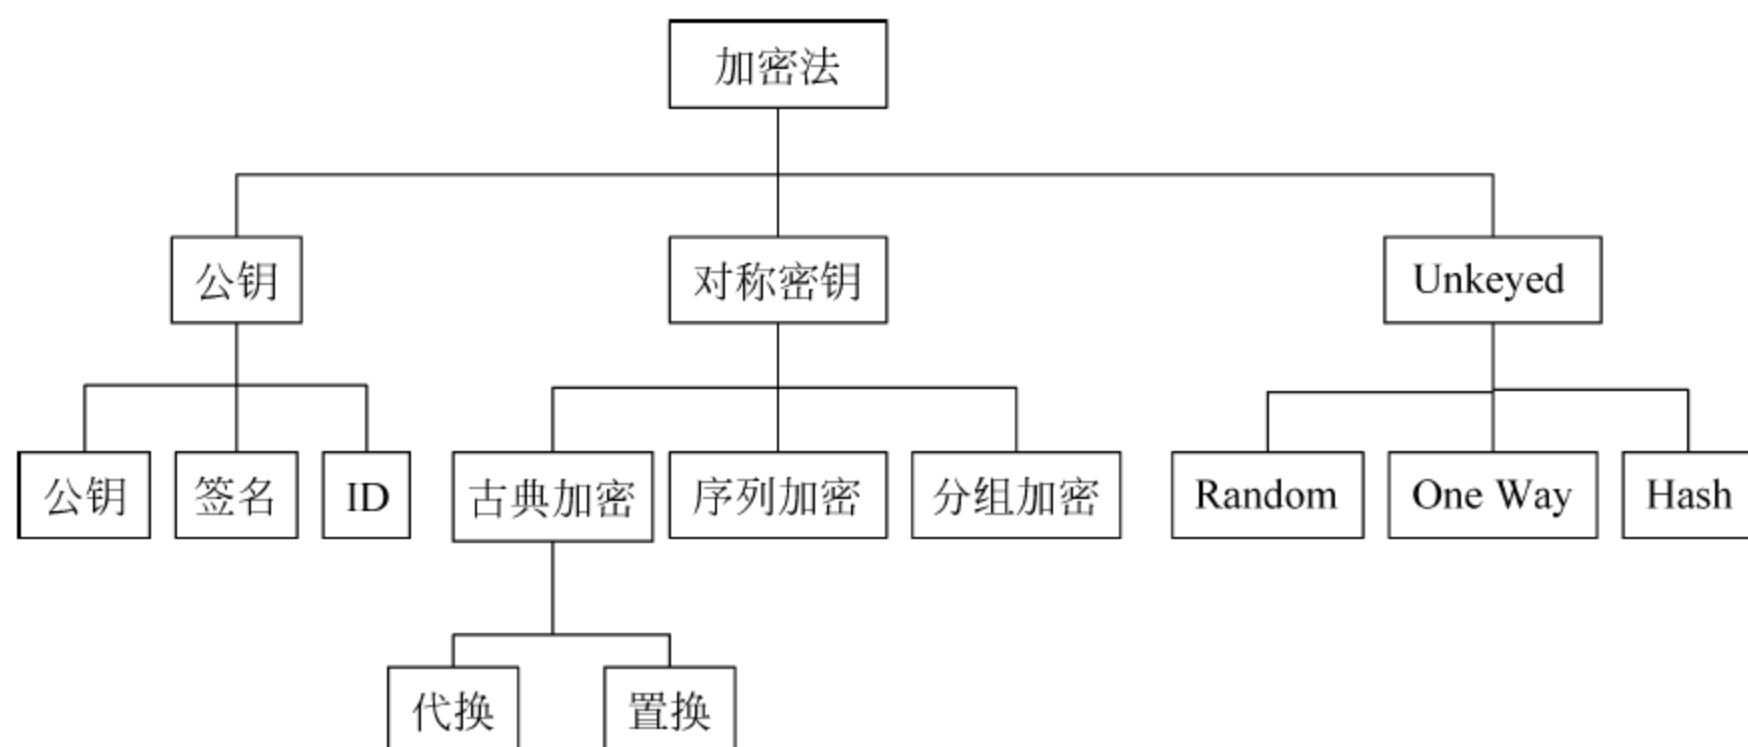 加密法
公钥
对称密钥
Unkeyed
公钥
签名
ID
古典加密
序列加密
分组加密
Random
One Way
Hash
代换
置换